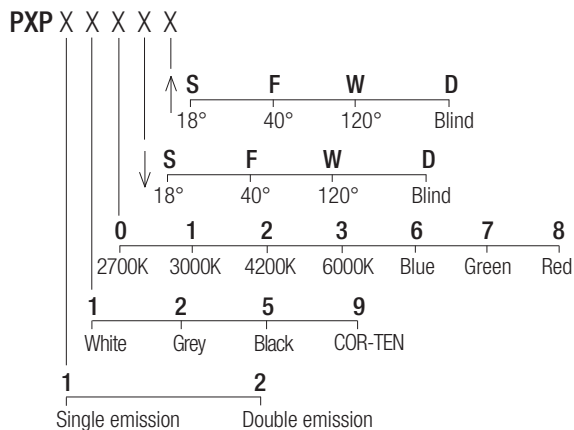 PXP X X X X X
S F W D
18° 40° 120° Blind
S F W D
18° 40° 120° Blind
0 1 2 3 6 7 8
2700K 3000K 4200K 6000K Blue Green Red
1 2 5 9
White Grey Black COR-TEN
1 2
Single emission Double emission